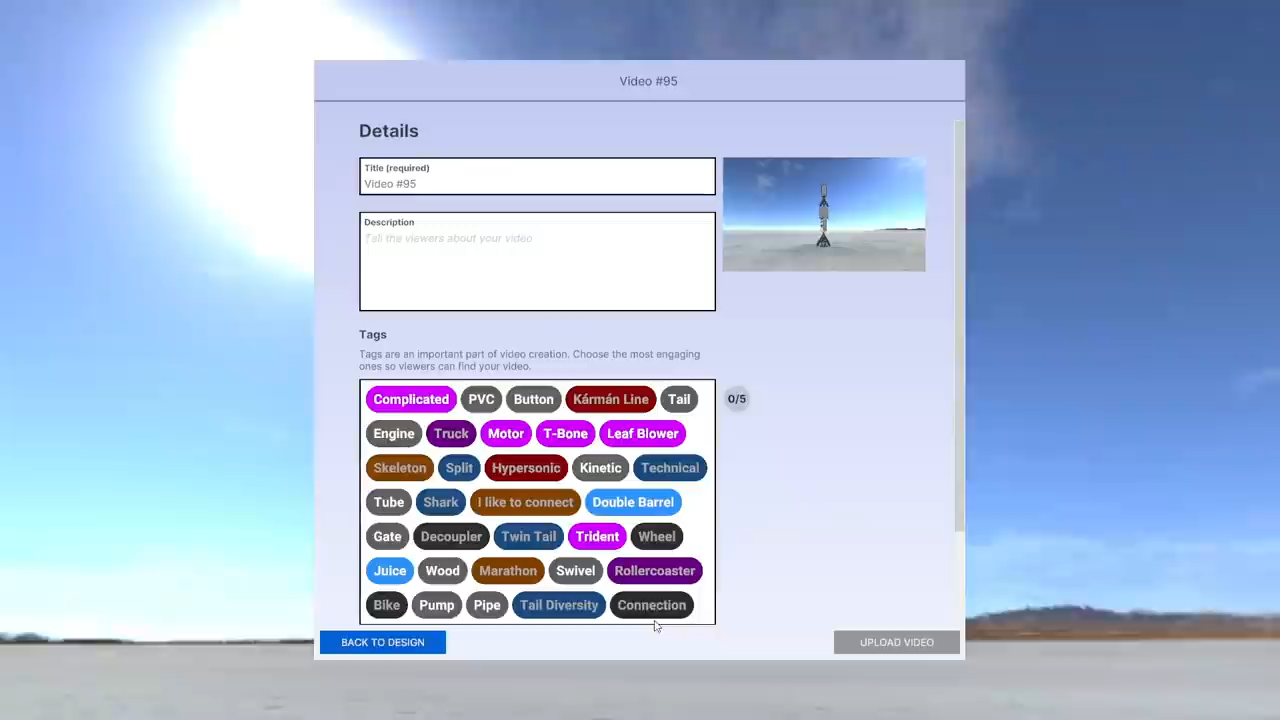 Video #95
Details
Title (required)
Video #95
Description
Tell the viewers about your video
Tags
Tags are an important part of video creation. Choose the most engaging
ones so viewers can find your video.
Complicated PVC Button Kármán Line Tail
0/5
Engine Truck Motor T-Bone Leaf Blower
Skeleton Split Hypersonic Kinetic Technical
Tube Shark I like to connect Double Barrel
Gate Decoupler Twin Tail Trident Wheel
Juice Wood Marathon Swivel Rollercoaster
Bike Pump Pipe Tail Diversity Connection
BACK TO DESIGN
UPLOAD VIDEO